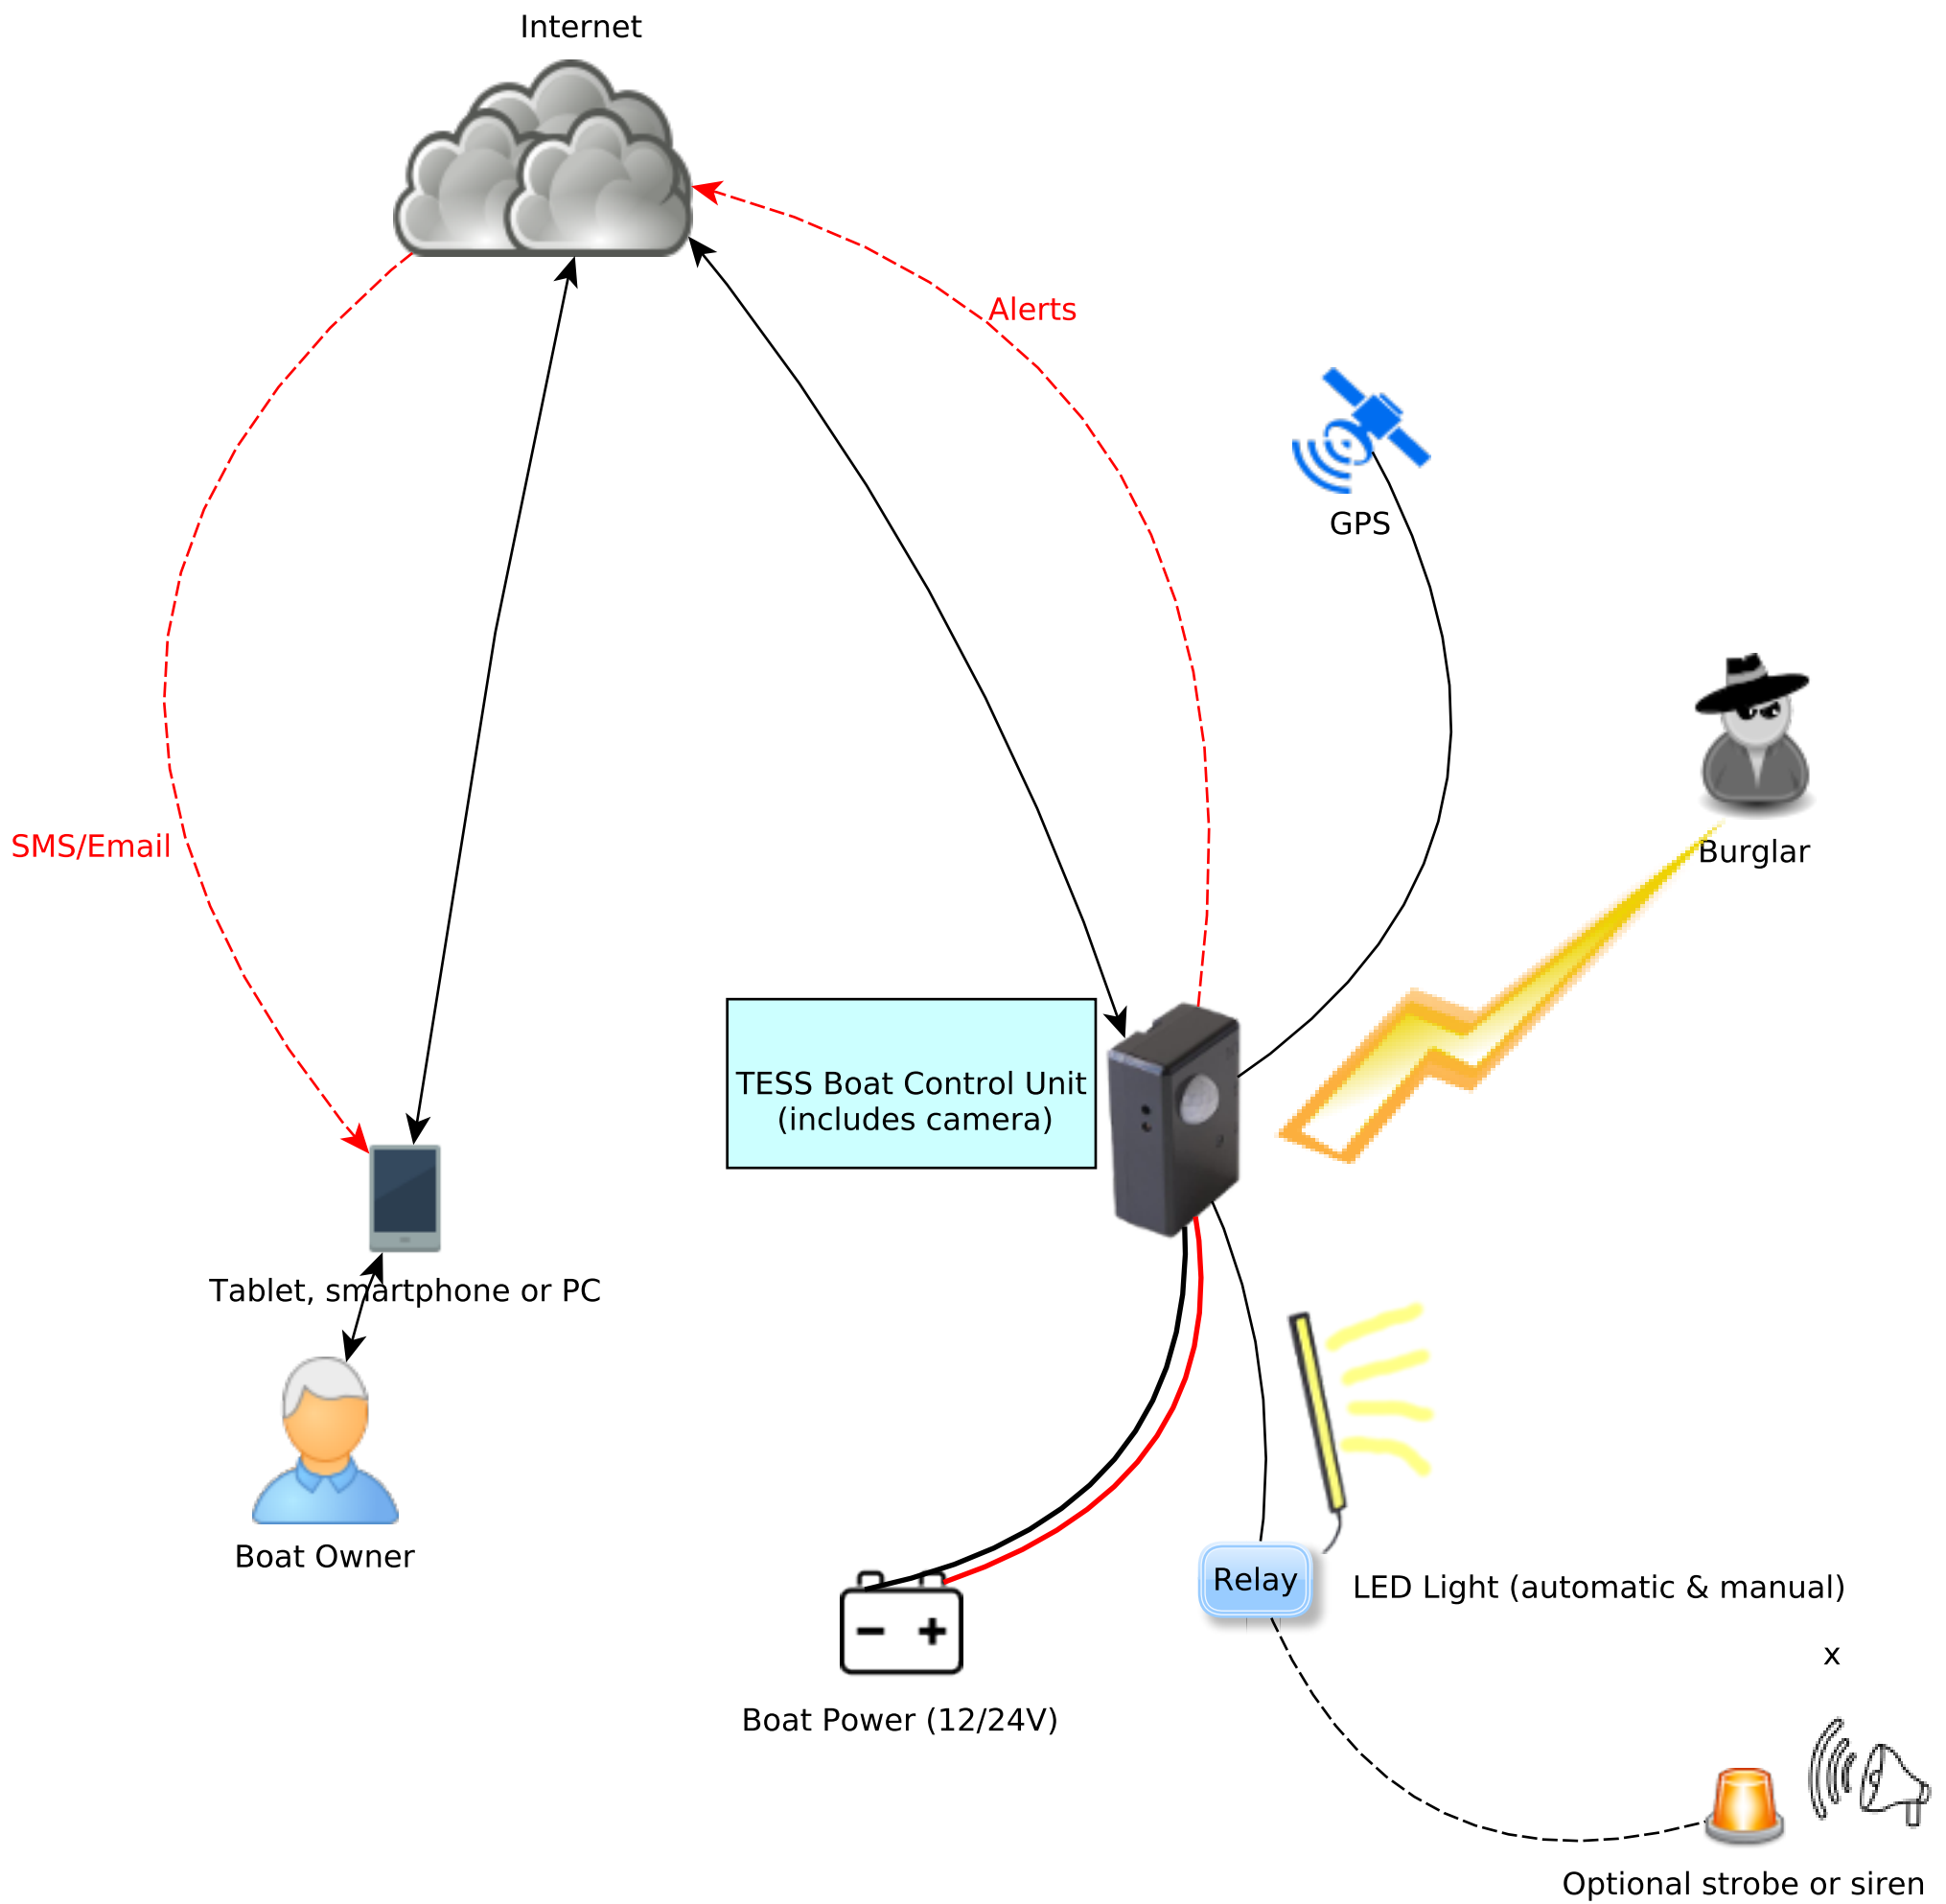 Internet
Alerts
GPS
SMS/Email
Burglar
TESS Boat Control Unit
(includes camera)
Tablet, smartphone or PC
Boat Owner
Relay
LED Light (automatic & manual)
x
Boat Power (12/24V)
Optional strobe or siren